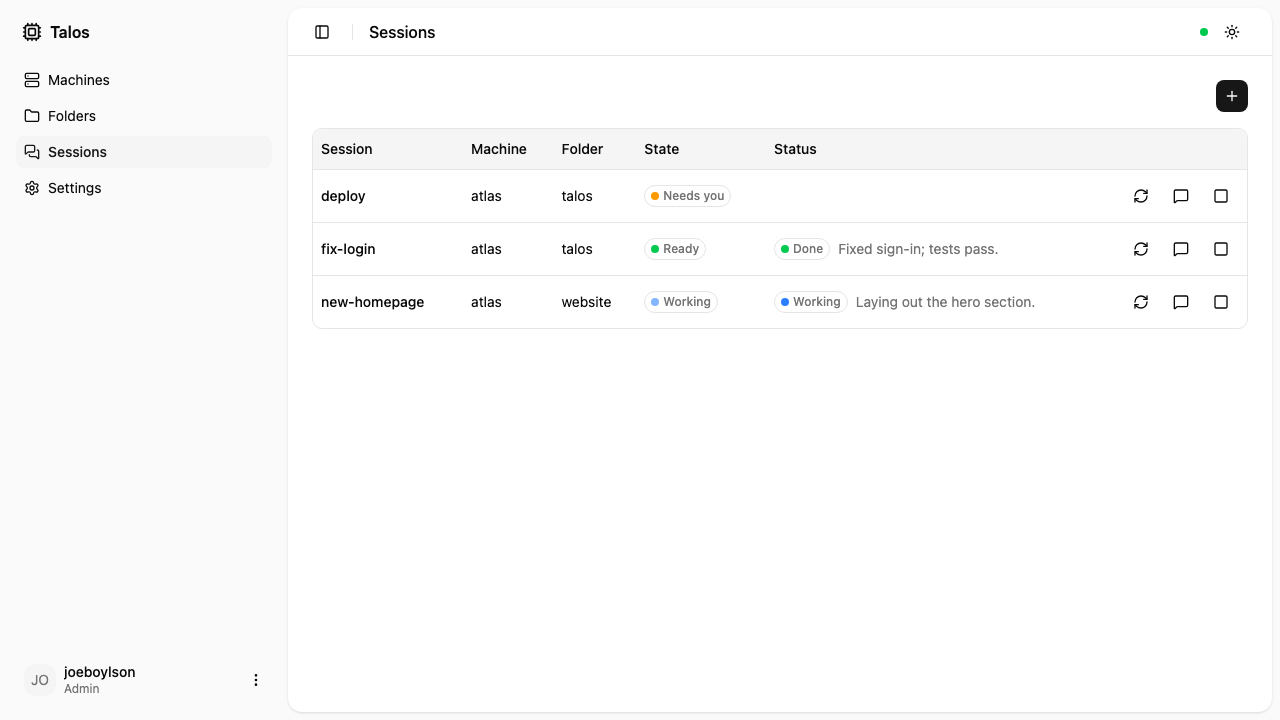 Talos
Machines
Folders
Sessions
Settings
JO
joeboylson
Admin
Sessions
Session Machine Folder State Status
deploy atlas talos Needs you
fix-login atlas talos Ready Done Fixed sign-in; tests pass.
new-homepage atlas website Working Working Laying out the hero section.